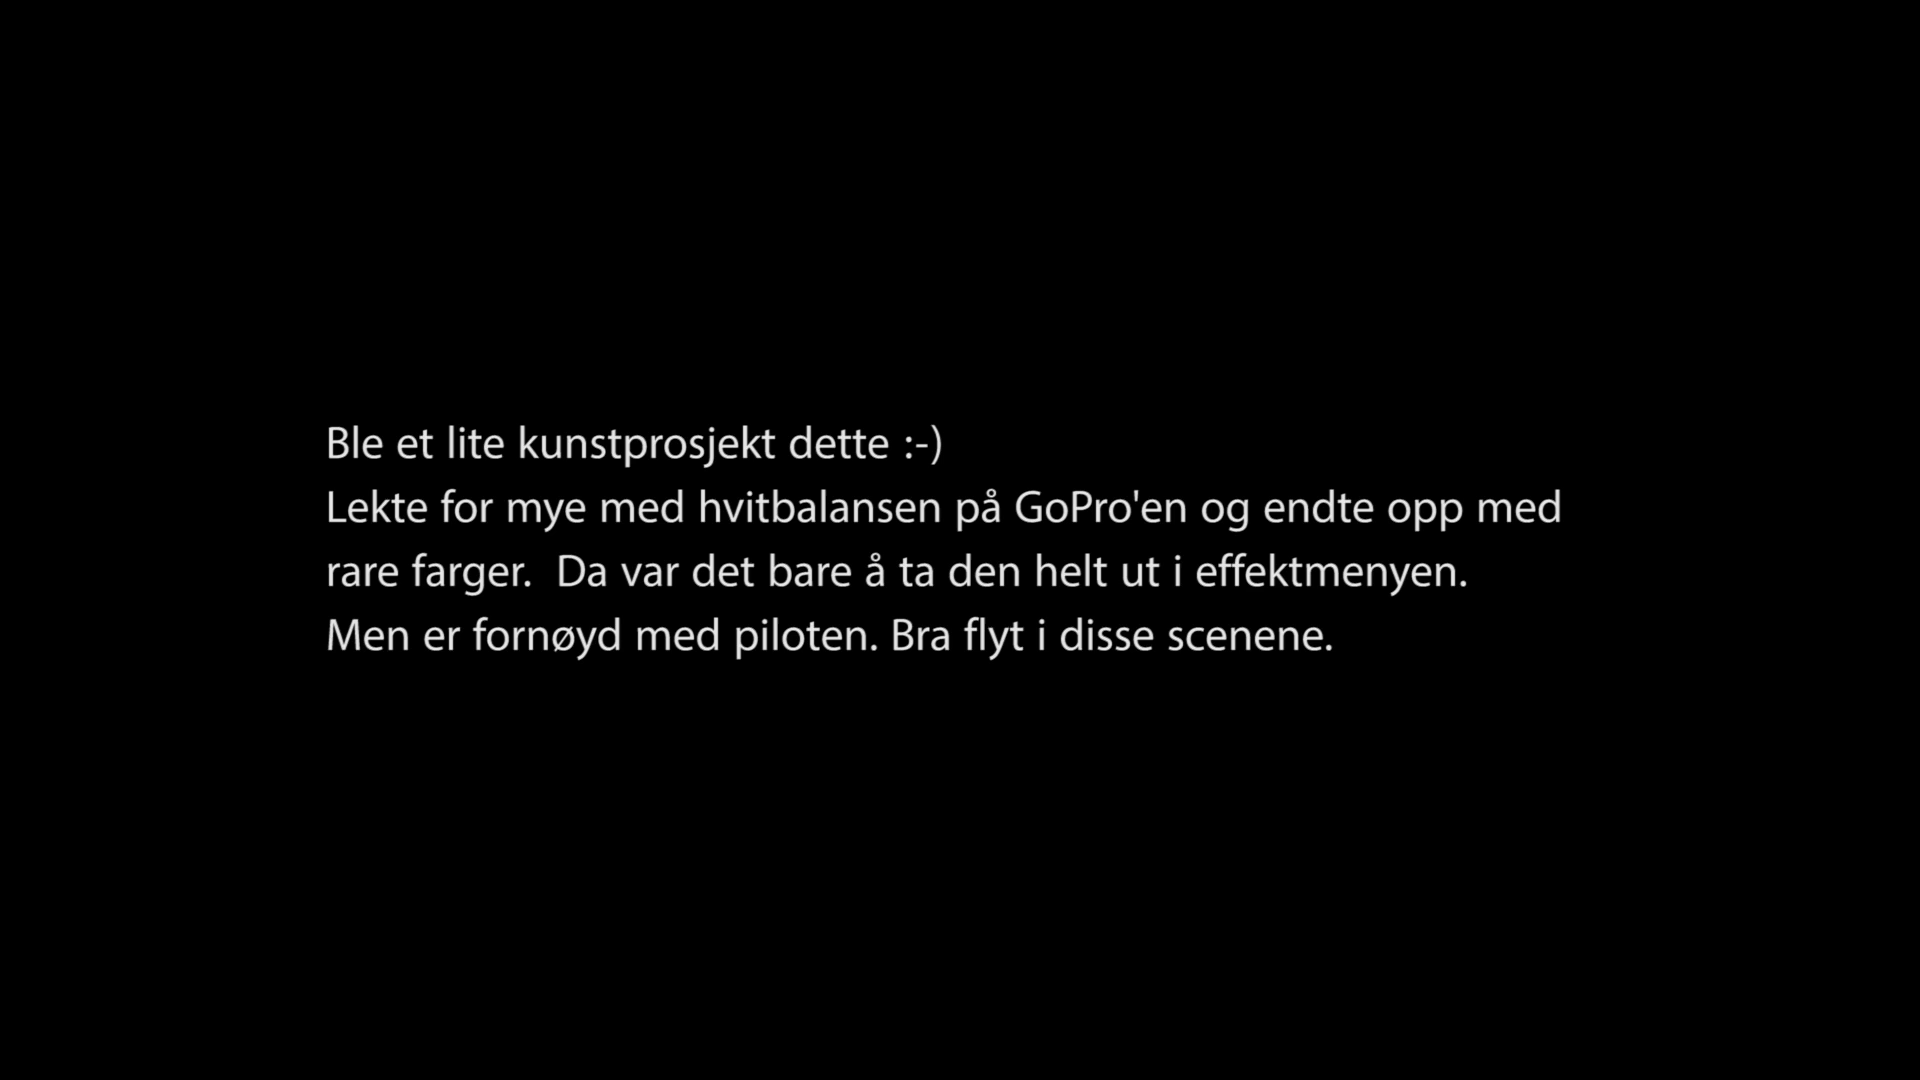 Ble et lite kunstprosjekt dette :-)
Lekte for mye med hvitbalansen på GoPro'en og endte opp med
rare farger.  Da var det bare å ta den helt ut i effektmenyen.
Men er fornøyd med piloten. Bra flyt i disse scenene.